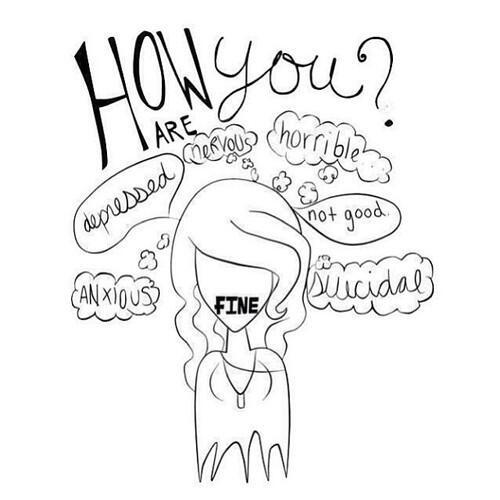 HOW you?
ARE
nervous
horrible...
depressed
not good.
ANXIOUS
suicidal
FINE